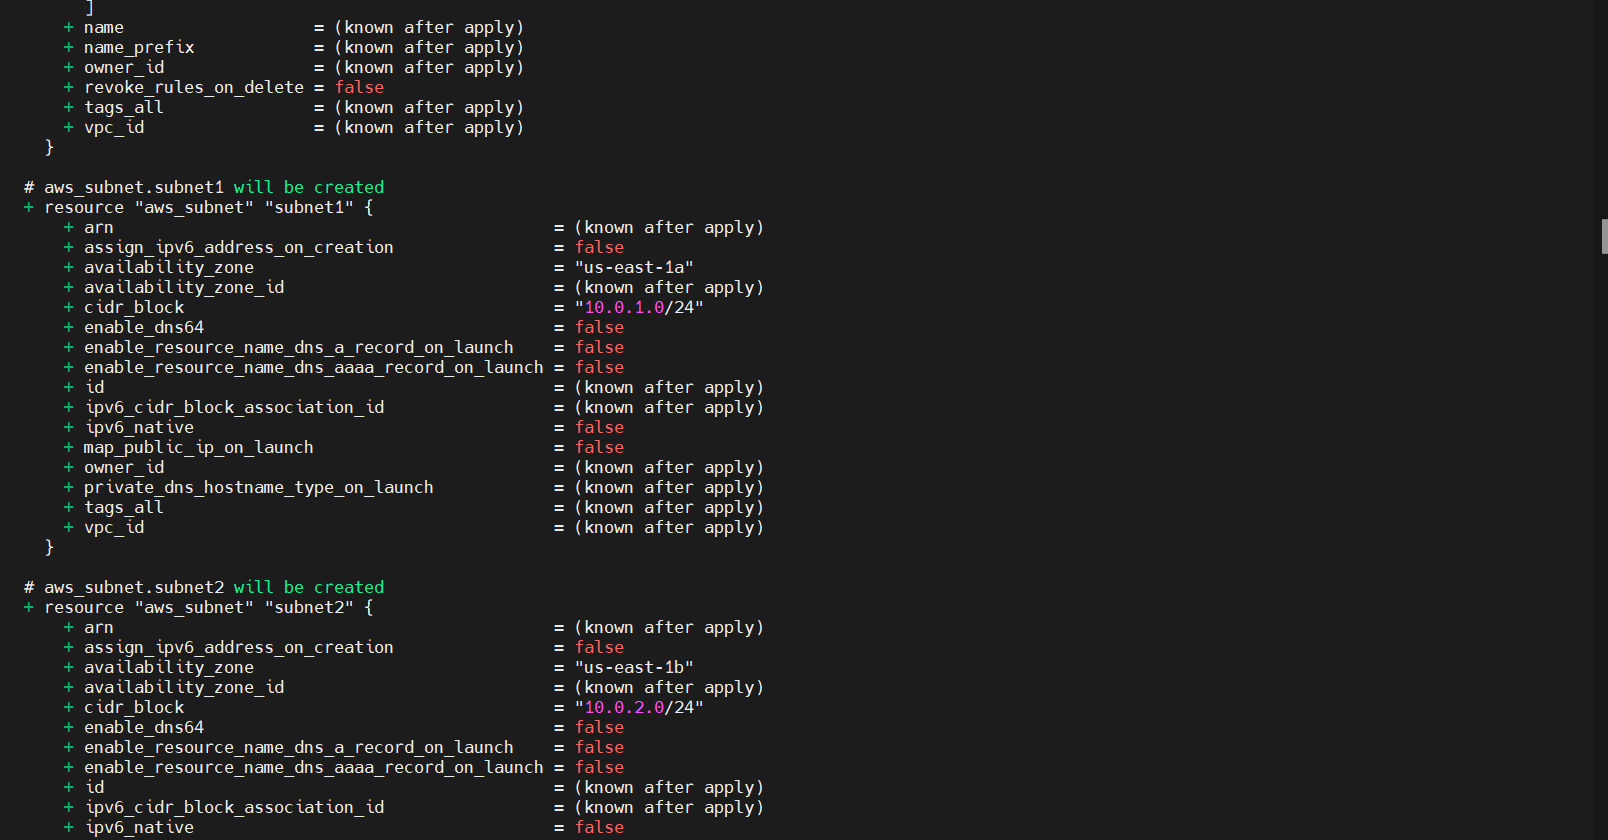 ]
+ name                   = (known after apply)
+ name_prefix            = (known after apply)
+ owner_id               = (known after apply)
+ revoke_rules_on_delete = false
+ tags_all               = (known after apply)
+ vpc_id                 = (known after apply)
}
# aws_subnet.subnet1 will be created
+ resource "aws_subnet" "subnet1" {
+ arn                                            = (known after apply)
+ assign_ipv6_address_on_creation                = false
+ availability_zone                              = "us-east-1a"
+ availability_zone_id                           = (known after apply)
+ cidr_block                                     = "10.0.1.0/24"
+ enable_dns64                                   = false
+ enable_resource_name_dns_a_record_on_launch    = false
+ enable_resource_name_dns_aaaa_record_on_launch = false
+ id                                             = (known after apply)
+ ipv6_cidr_block_association_id                 = (known after apply)
+ ipv6_native                                    = false
+ map_public_ip_on_launch                        = false
+ owner_id                                       = (known after apply)
+ private_dns_hostname_type_on_launch            = (known after apply)
+ tags_all                                       = (known after apply)
+ vpc_id                                         = (known after apply)
}
# aws_subnet.subnet2 will be created
+ resource "aws_subnet" "subnet2" {
+ arn                                            = (known after apply)
+ assign_ipv6_address_on_creation                = false
+ availability_zone                              = "us-east-1b"
+ availability_zone_id                           = (known after apply)
+ cidr_block                                     = "10.0.2.0/24"
+ enable_dns64                                   = false
+ enable_resource_name_dns_a_record_on_launch    = false
+ enable_resource_name_dns_aaaa_record_on_launch = false
+ id                                             = (known after apply)
+ ipv6_cidr_block_association_id                 = (known after apply)
+ ipv6_native                                    = false